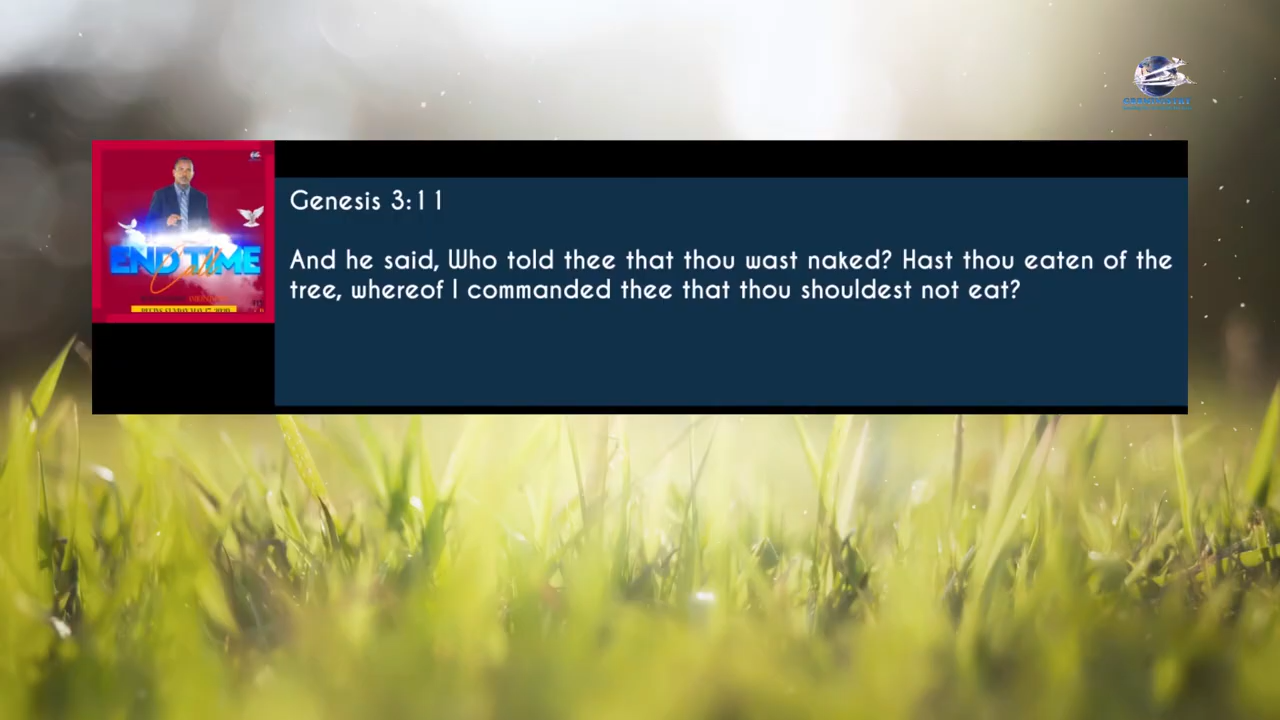 Genesis 3:11
And he said, Who told thee that thou wast naked? Hast thou eaten of the
tree, whereof I commanded thee that thou shouldest not eat?
END TIME
Call